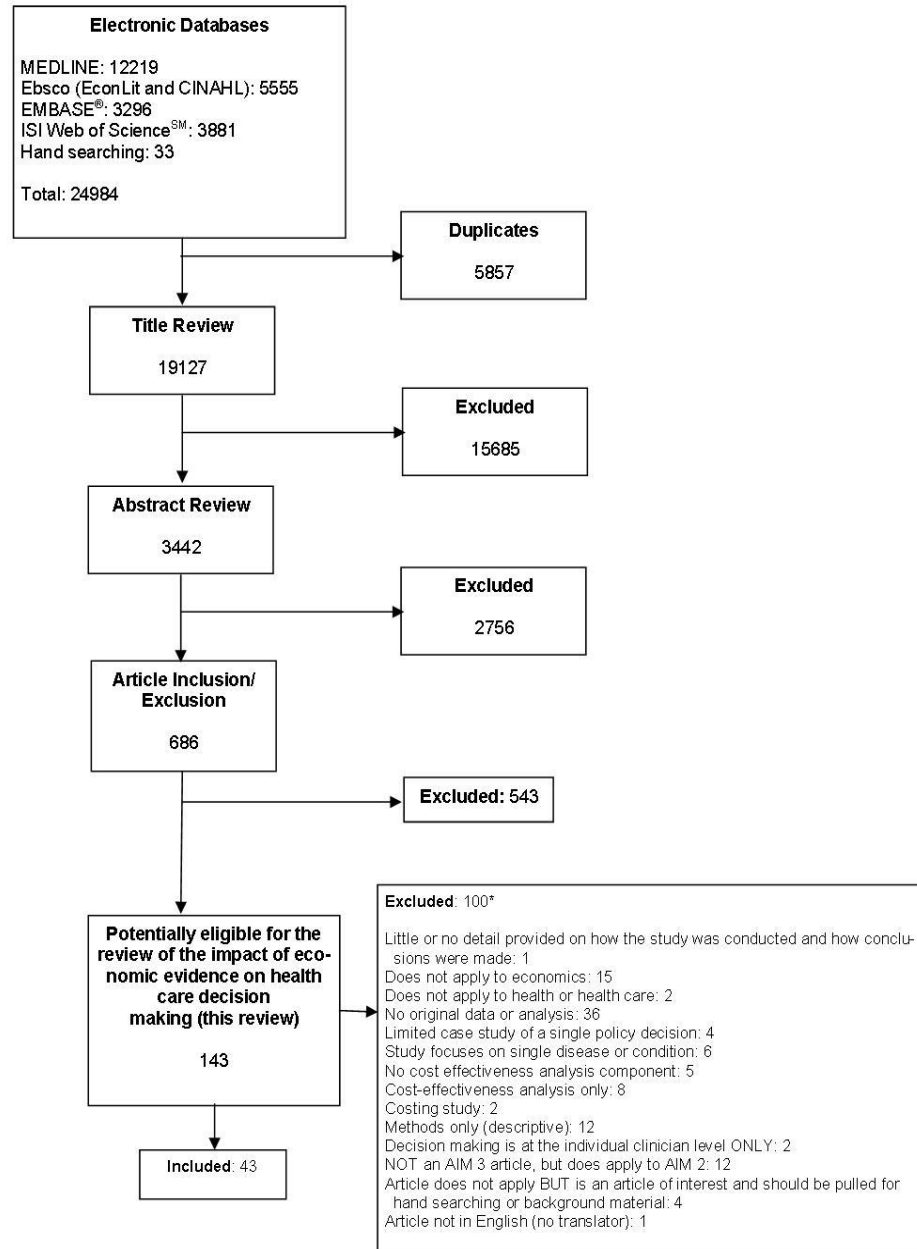 Electronic Databases
MEDLINE: 12219
Ebsco (EconLit and CINAHL): 5555
EMBASE®: 3296
ISI Web of Science℠: 3881
Hand searching: 33
Total: 24984
Duplicates
5857
Title Review
19127
Excluded
15685
Abstract Review
3442
Excluded
2756
Article Inclusion/
Exclusion
686
Excluded: 543
Potentially eligible for the
review of the impact of eco-
nomic evidence on health
care decision
making (this review)
143
Excluded: 100*
Little or no detail provided on how the study was conducted and how conclu-
sions were made: 1
Does not apply to economics: 15
Does not apply to health or health care: 2
No original data or analysis: 36
Limited case study of a single policy decision: 4
Study focuses on single disease or condition: 6
No cost effectiveness analysis component: 5
Cost-effectiveness analysis only: 8
Costing study: 2
Methods only (descriptive): 12
Decision making is at the individual clinician level ONLY: 2
NOT an AIM 3 article, but does apply to AIM 2: 12
Article does not apply BUT is an article of interest and should be pulled for
hand searching or background material: 4
Article not in English (no translator): 1
Included: 43